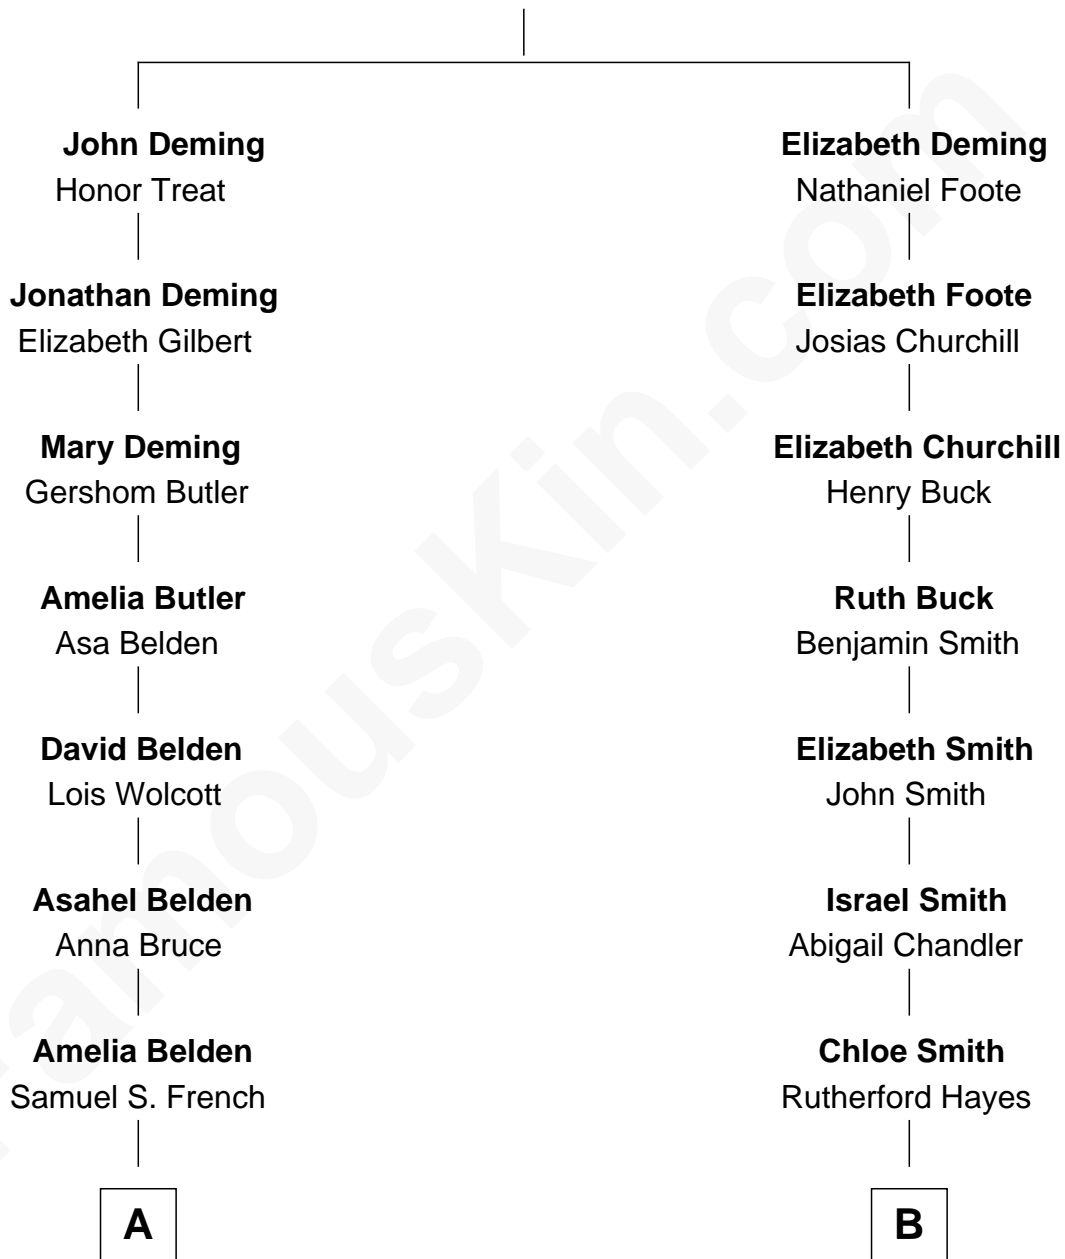 John Deming
Honor Treat
Jonathan Deming
Elizabeth Gilbert
Mary Deming
Gershom Butler
Amelia Butler
Asa Belden
David Belden
Lois Wolcott
Asahel Belden
Anna Bruce
Amelia Belden
Samuel S. French
A
Elizabeth Deming
Nathaniel Foote
Elizabeth Foote
Josias Churchill
Elizabeth Churchill
Henry Buck
Ruth Buck
Benjamin Smith
Elizabeth Smith
John Smith
Israel Smith
Abigail Chandler
Chloe Smith
Rutherford Hayes
B
FamousKin.com